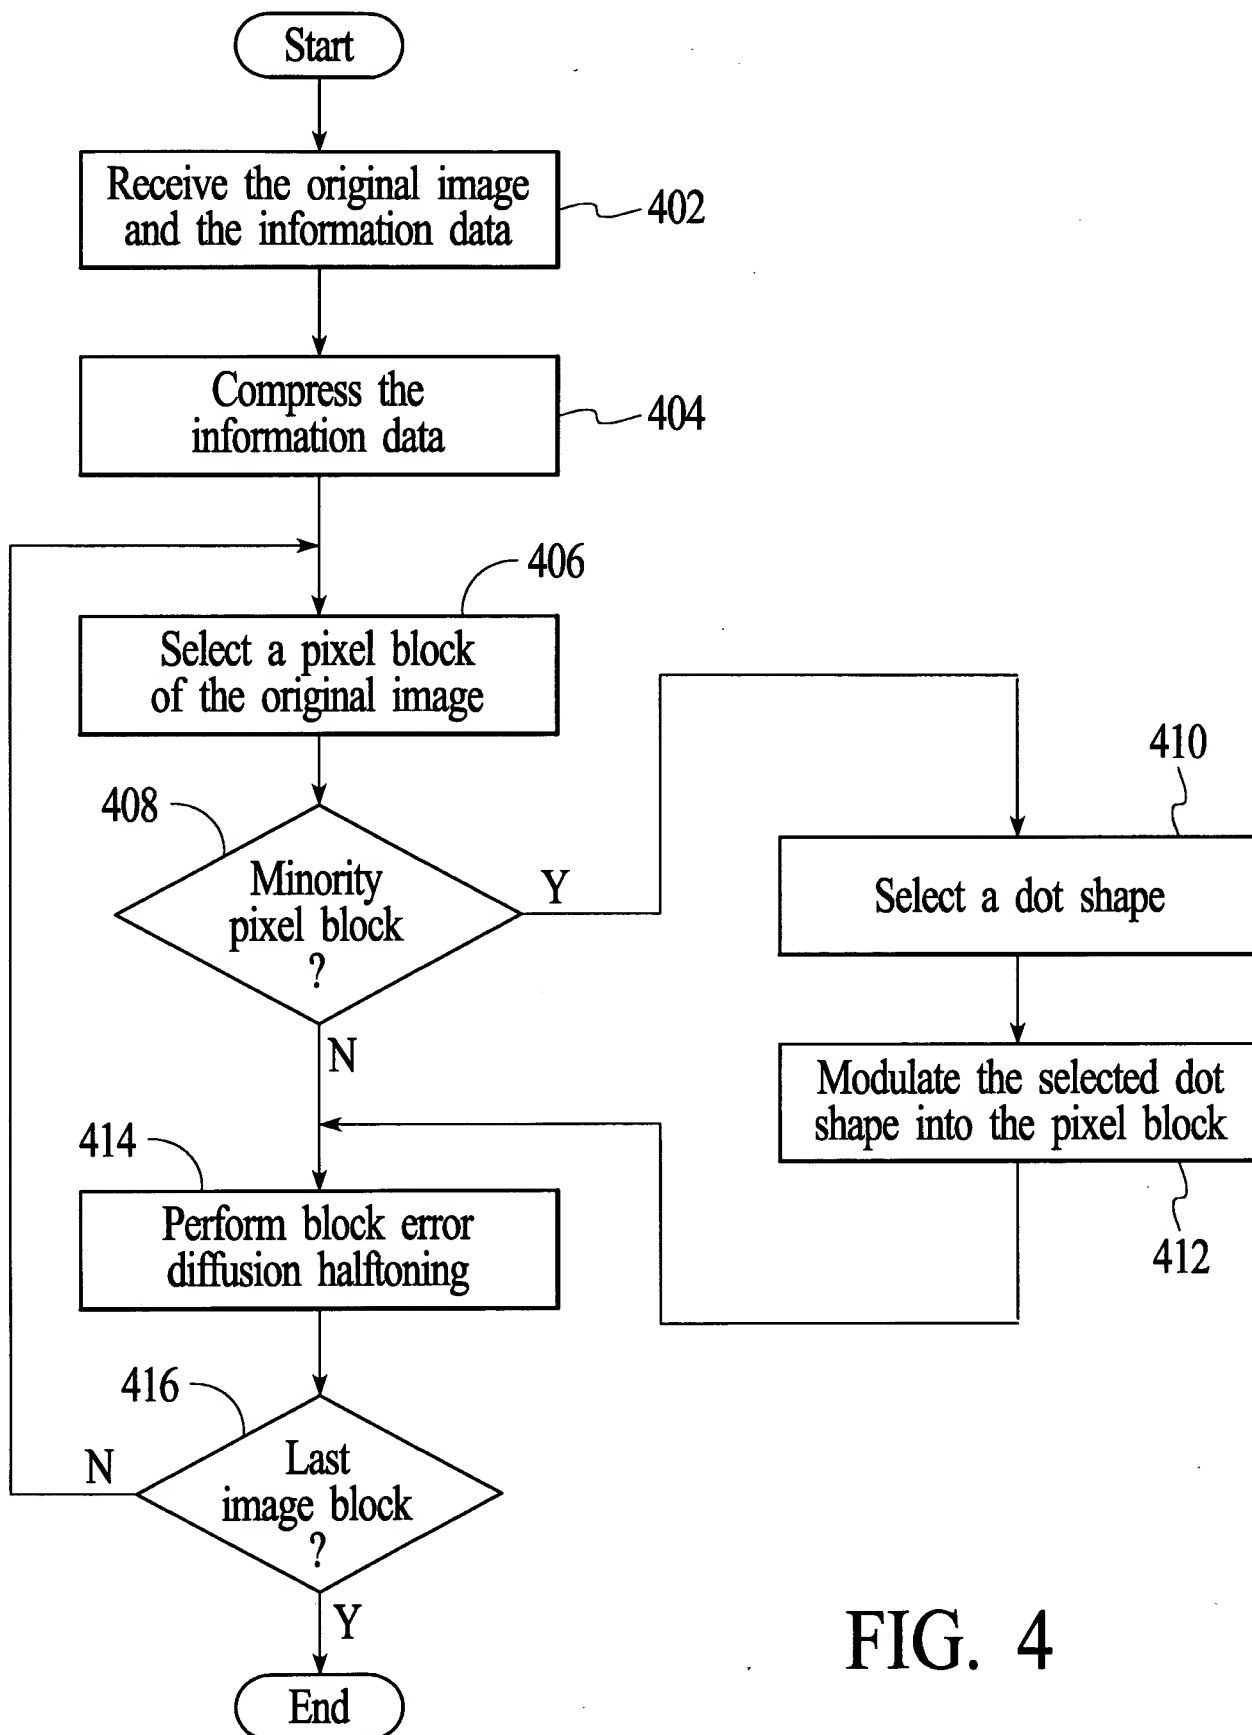 Start
Receive the original image
and the information data
402
Compress the
information data
404
406
Select a pixel block
of the original image
408
Minority
pixel block
?
Y
N
410
Select a dot shape
Modulate the selected dot
shape into the pixel block
412
414
Perform block error
diffusion halftoning
416
Last
image block
?
N
Y
End
FIG. 4